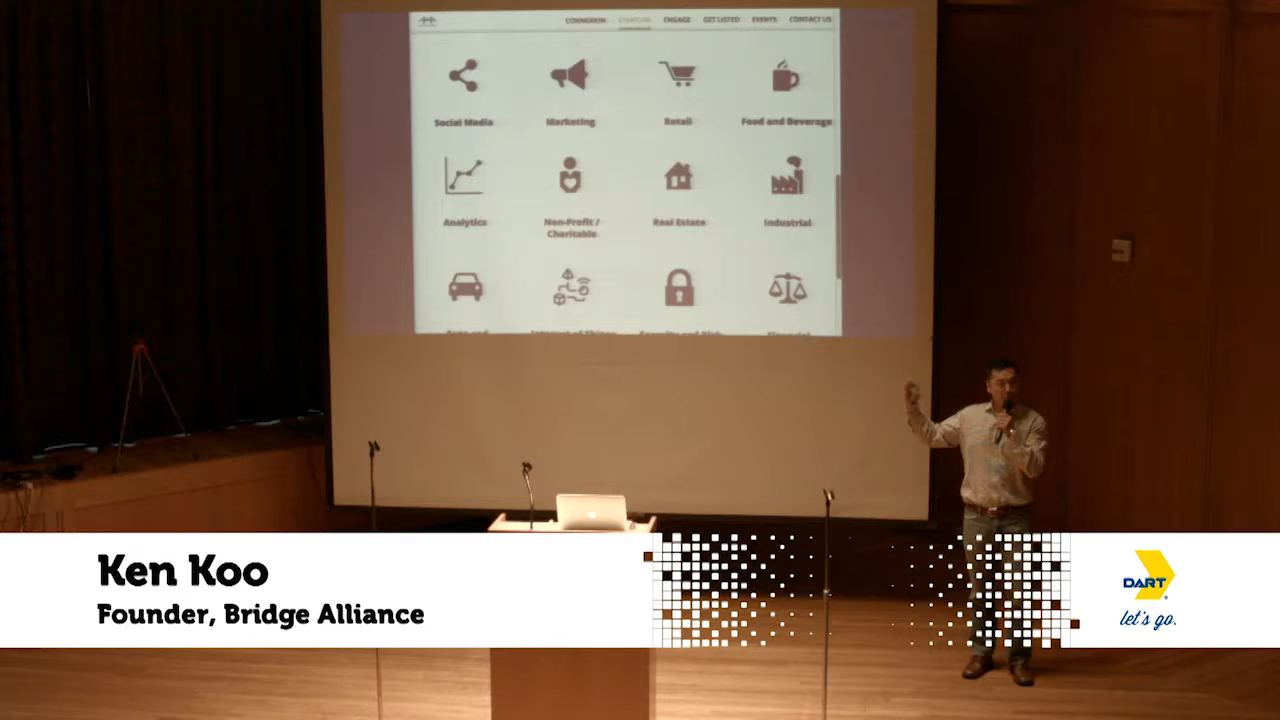 CONNEXION STARTUPS ENGAGE GET LISTED EVENTS CONTACT US
Social Media Marketing Retail Food and Beverage
Analytics Non-Profit / Real Estate Industrial
Charitable
Ken Koo
Founder, Bridge Alliance
DART
let's go.